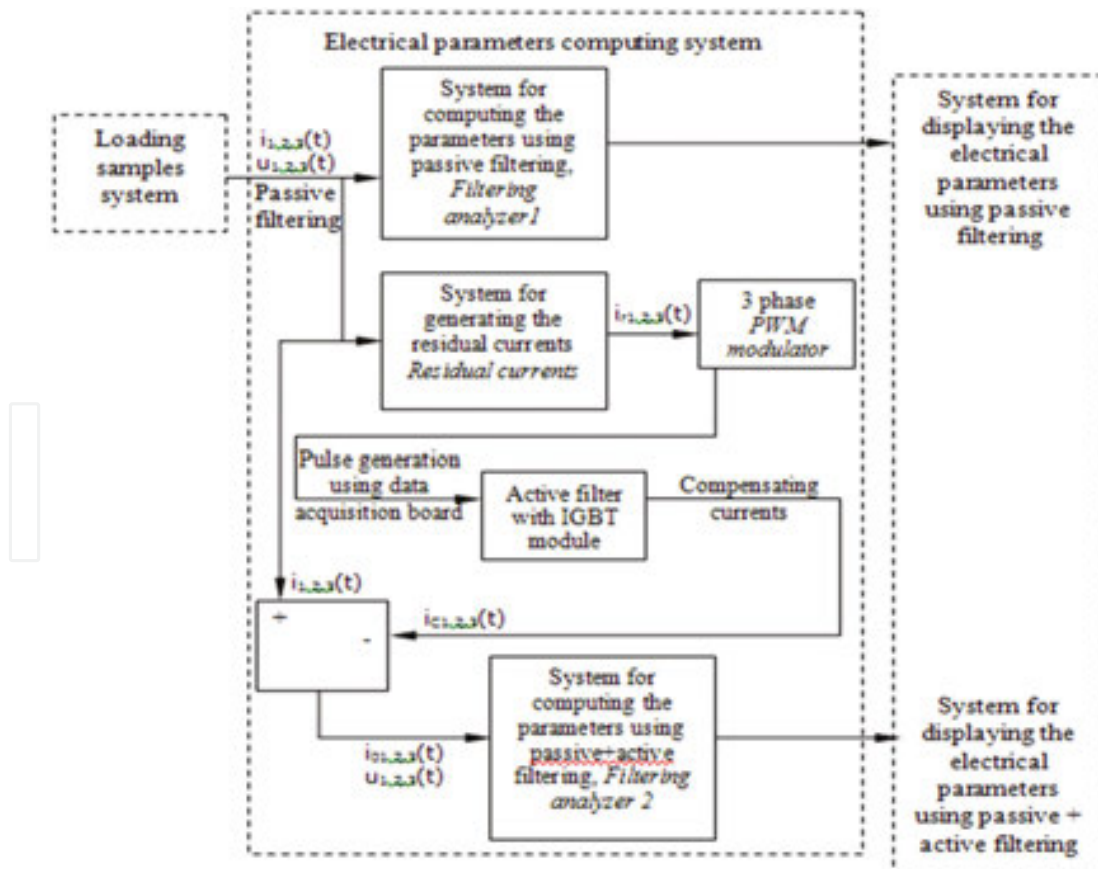 Electrical parameters computing system
Loading
samples
system
i1,2,3(t)
u1,2,3(t)
Passive
filtering
System for
computing the
parameters using
passive filtering,
Filtering
analyzer1
System for
displaying the
electrical
parameters
using passive
filtering
System for
generating the
residual currents
Residual currents
ir1,2,3(t)
3 phase
PWM
modulator
Pulse generation
using data
acquisition board
Active filter
with IGBT
module
Compensating
currents
i1,2,3(t)
+
-
iC1,2,3(t)
System for
computing the
parameters using
passive+active
filtering, Filtering
analyzer 2
i01,2,3(t)
u1,2,3(t)
System for
displaying the
electrical
parameters
using passive +
active filtering